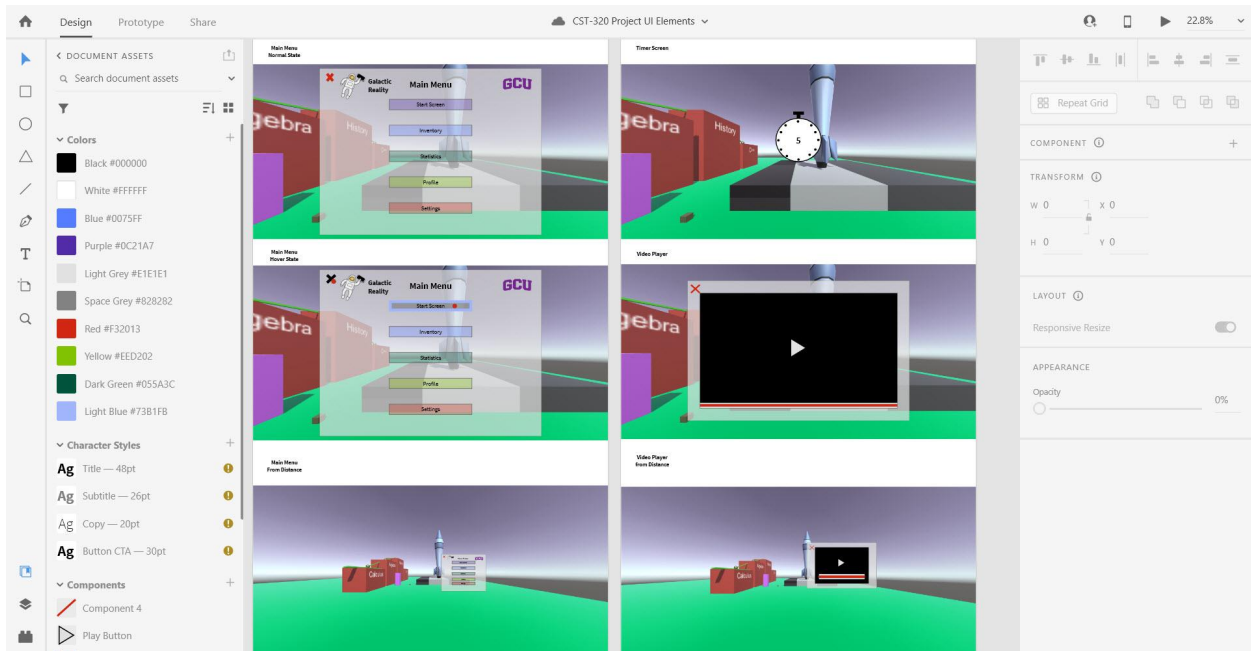 Design
Prototype
Share
CST-320 Project UI Elements
22.8%
DOCUMENT ASSETS
Search document assets
Colors
Black #000000
White #FFFFFF
Blue #0075FF
Purple #0C21A7
Light Grey #E1E1E1
Space Grey #828282
Red #F32013
Yellow #EED202
Dark Green #055A3C
Light Blue #73B1FB
Character Styles
Ag Title — 48pt
Ag Subtitle — 26pt
Ag Copy — 20pt
Ag Button CTA — 30pt
Components
Component 4
Play Button
Main Menu
Normal State
Galactic
Reality
Main Menu
GCU
Start Screen
Inventory
Statistics
Profile
Settings
gebra
History
Main Menu
Hover State
Galactic
Reality
Main Menu
GCU
Start Screen
Inventory
Statistics
Profile
Settings
gebra
History
Main Menu
From Distance
Timer Screen
gebra
History
5
Video Player
gebra
Video Player
From Distance
Repeat Grid
COMPONENT
TRANSFORM
W 0
X 0
H 0
Y 0
LAYOUT
Responsive Resize
APPEARANCE
Opacity
0%